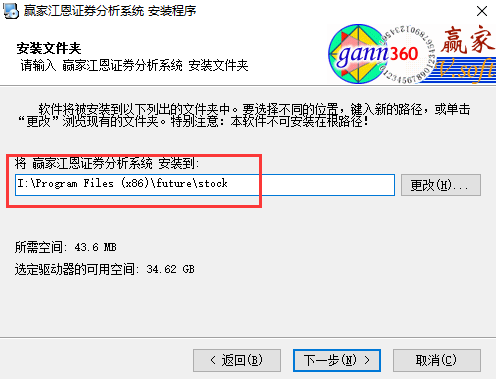 赢家江恩证券分析系统 安装程序
安装文件夹
请输入 赢家江恩证券分析系统 安装文件夹
gann360
赢家
V-soft
软件将被安装到以下列出的文件夹中。要选择不同的位置，键入新的路径，或单击
“更改”浏览现有的文件夹。特别注意：本软件不可安装在根路径！
将 赢家江恩证券分析系统 安装到:
I:\Program Files (x86)\future\stock
更改(H)...
所需空间: 43.6 MB
选定驱动器的可用空间: 34.62 GB
< 返回(B)
下一步(N) >
取消(C)